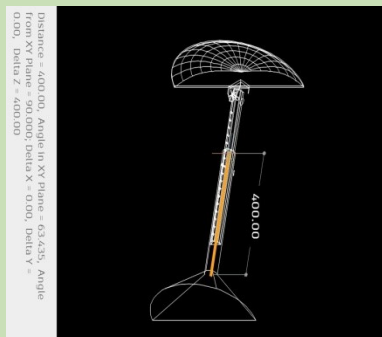 Distance = 400.00, Angle in XY Plane = 63.435, Angle
from XY Plane = 90.000; Delta X = 0.00, Delta Y =
0.00, Delta Z = 400.00
400.00